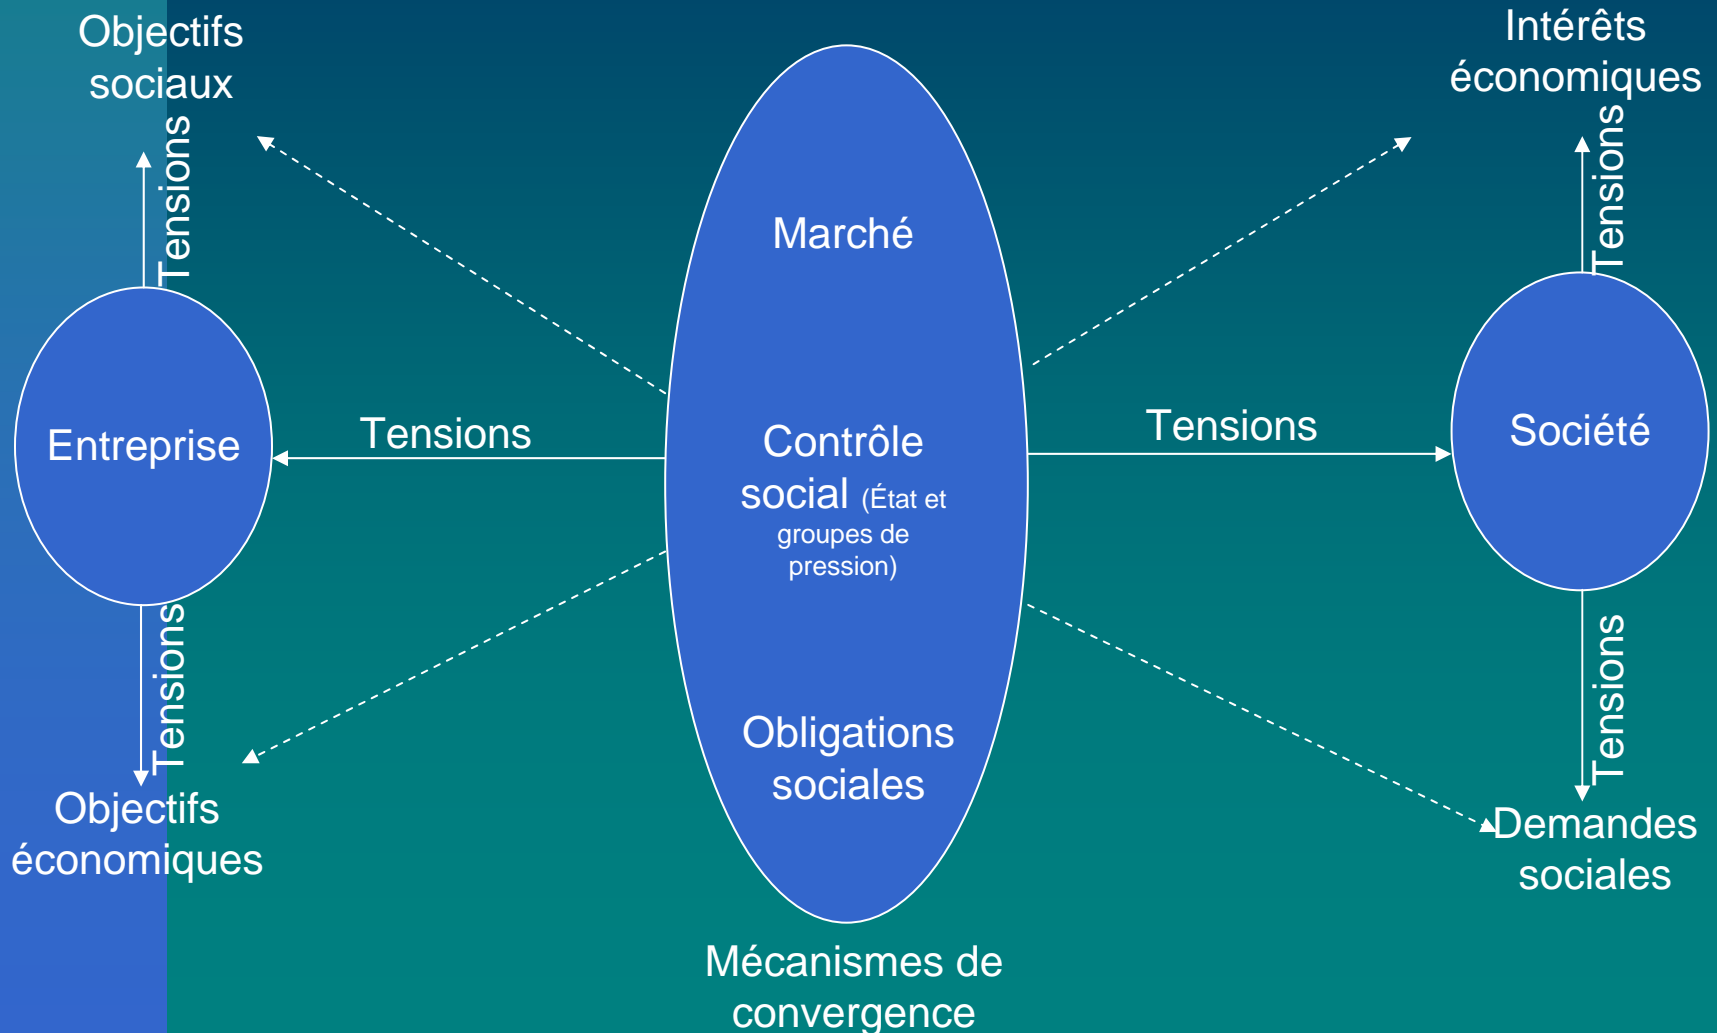 Objectifs
sociaux
Tensions
Entreprise
Tensions
Objectifs
économiques
Tensions
Marché
Contrôle
social (État et
groupes de
pression)
Obligations
sociales
Mécanismes de
convergence
Tensions
Intérêts
économiques
Tensions
Société
Tensions
Demandes
sociales